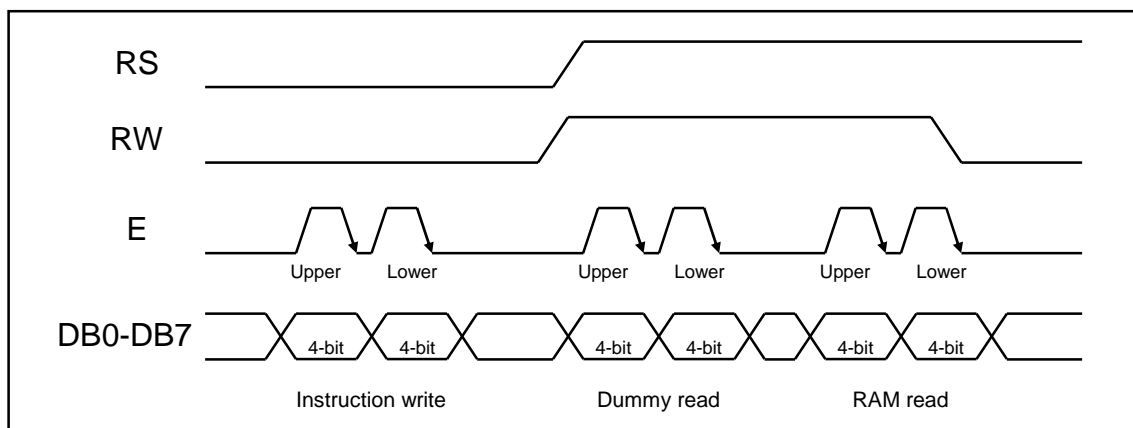 RS
RW
E
Upper Lower Upper Lower Upper Lower
DB0-DB7
4-bit 4-bit 4-bit 4-bit 4-bit 4-bit
Instruction write Dummy read RAM read